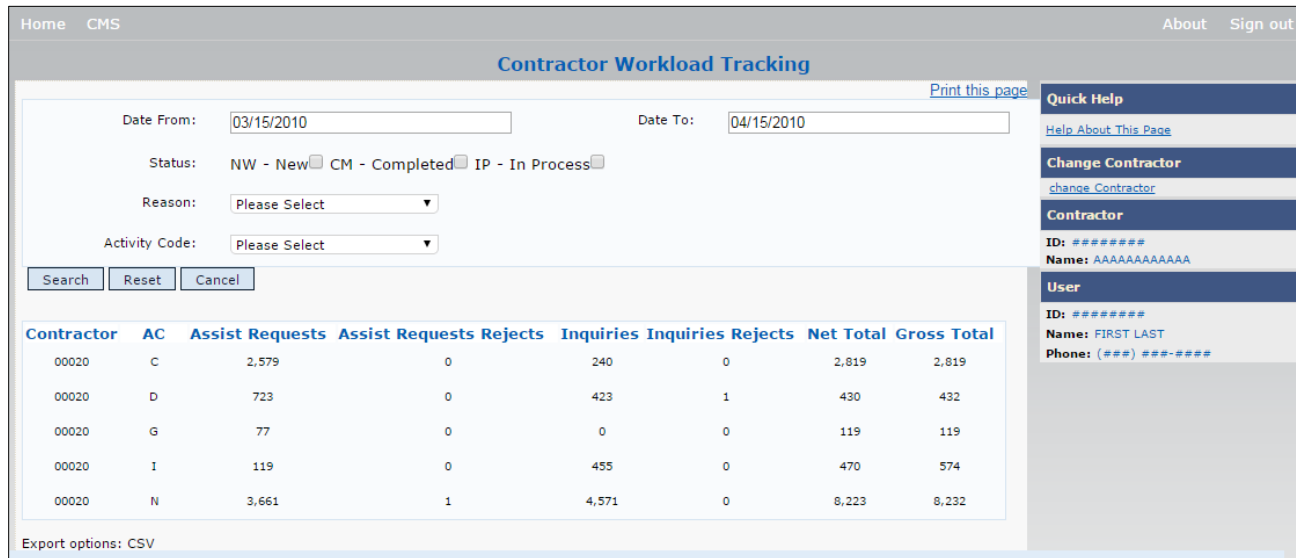 Home CMS About Sign out
Contractor Workload Tracking
Print this page
Date From: 03/15/2010 Date To: 04/15/2010
Status: NW - New CM - Completed IP - In Process
Reason: Please Select
Activity Code: Please Select
Search Reset Cancel
Contractor AC Assist Requests Assist Requests Rejects Inquiries Inquiries Rejects Net Total Gross Total
00020 C 2,579 0 240 0 2,819 2,819
00020 D 723 0 423 1 430 432
00020 G 77 0 0 0 119 119
00020 I 119 0 455 0 470 574
00020 N 3,661 1 4,571 0 8,223 8,232
Export options: CSV
Quick Help
Help About This Page
Change Contractor
change Contractor
Contractor
ID: ########
Name: AAAAAAAAAAAA
User
ID: ########
Name: FIRST LAST
Phone: (###) ###-####